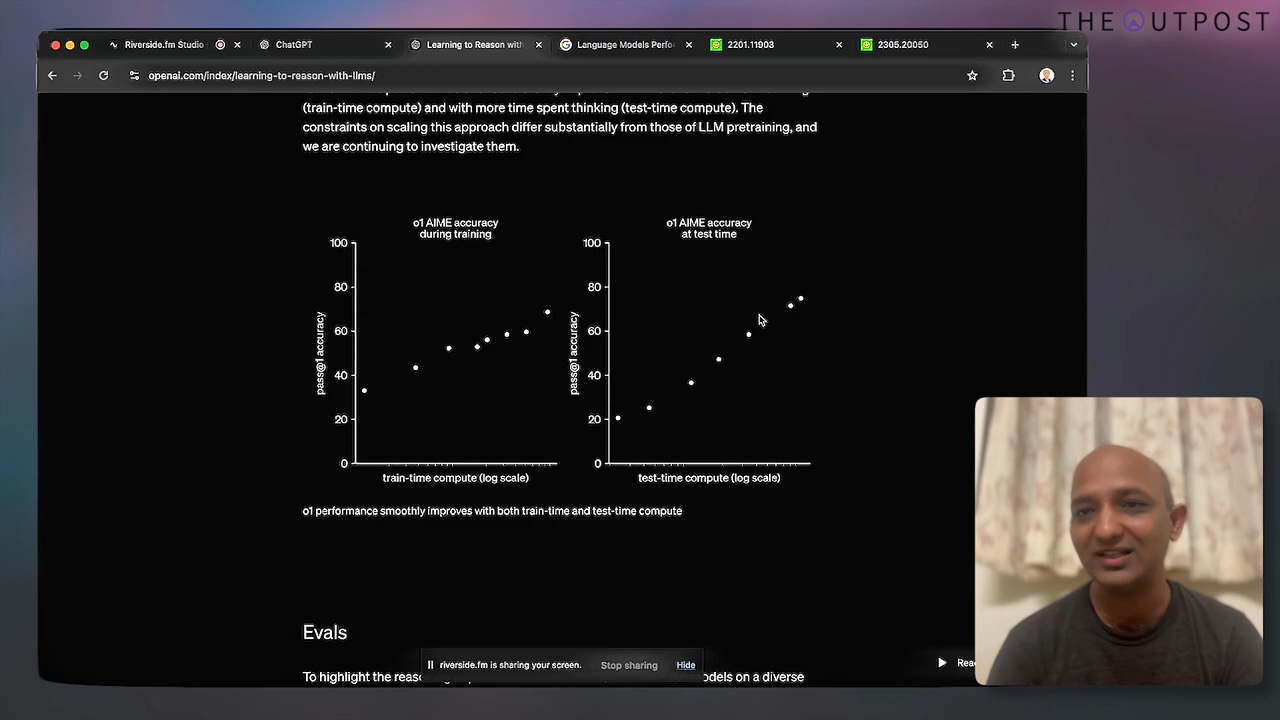 THE OUTPOST
Riverside.fm Studio
ChatGPT
Learning to Reason with
Language Models Perfo
2201.11903
2305.20050
openai.com/index/learning-to-reason-with-llms/
(train-time compute) and with more time spent thinking (test-time compute). The
constraints on scaling this approach differ substantially from those of LLM pretraining, and
we are continuing to investigate them.
o1 AIME accuracy
during training
100
80
60
40
20
0
pass@1 accuracy
train-time compute (log scale)
o1 AIME accuracy
at test time
100
80
60
40
20
0
pass@1 accuracy
test-time compute (log scale)
o1 performance smoothly improves with both train-time and test-time compute
Evals
riverside.fm is sharing your screen. Stop sharing Hide
Rea
To highlight the reas odels on a diverse